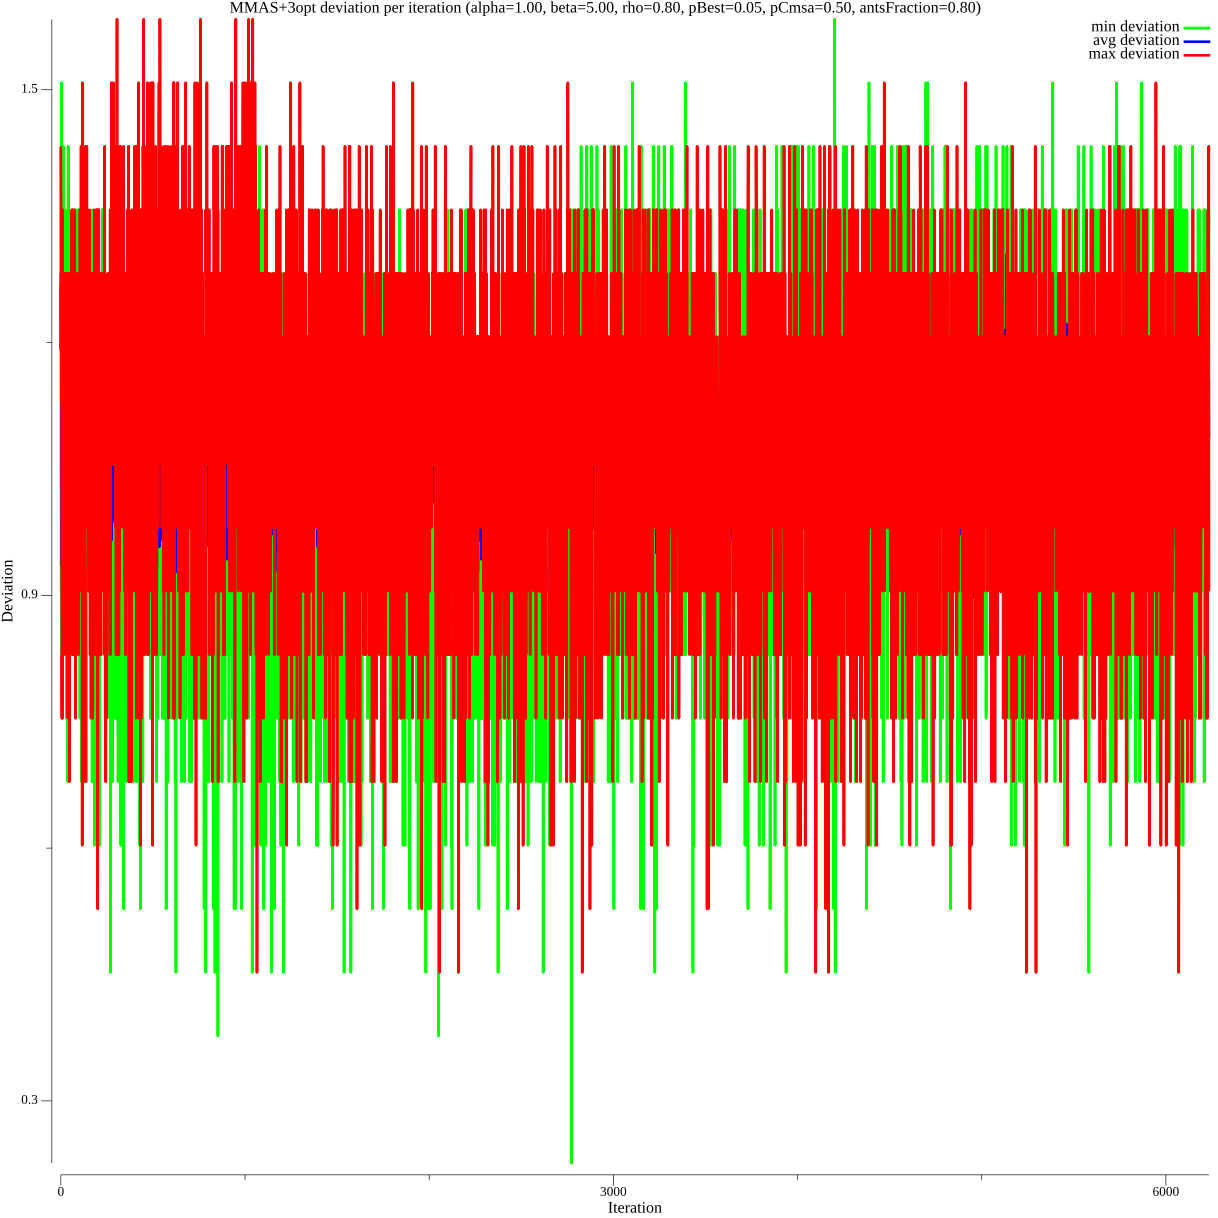 MMAS+3opt deviation per iteration (alpha=1.00, beta=5.00, rho=0.80, pBest=0.05, pCmsa=0.50, antsFraction=0.80)
min deviation
avg deviation
max deviation
1.5
0.9
0.3
Deviation
0
3000
6000
Iteration